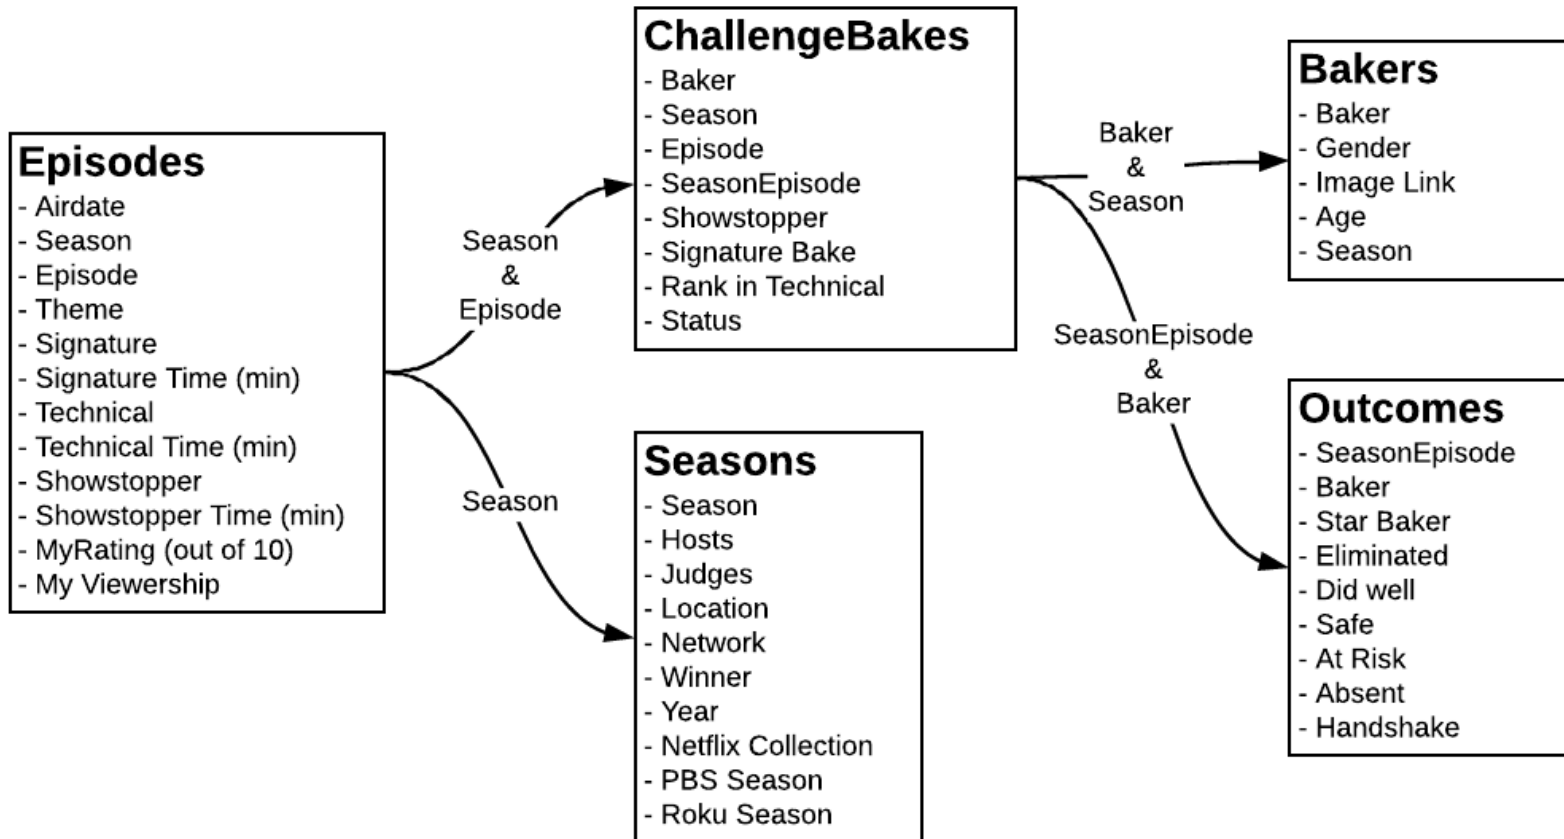 Episodes
- Airdate
- Season
- Episode
- Theme
- Signature
- Signature Time (min)
- Technical
- Technical Time (min)
- Showstopper
- Showstopper Time (min)
- MyRating (out of 10)
- My Viewership
Season
&
Episode
Season
ChallengeBakes
- Baker
- Season
- Episode
- SeasonEpisode
- Showstopper
- Signature Bake
- Rank in Technical
- Status
Seasons
- Season
- Hosts
- Judges
- Location
- Network
- Winner
- Year
- Netflix Collection
- PBS Season
- Roku Season
Baker
&
Season
SeasonEpisode
&
Baker
Bakers
- Baker
- Gender
- Image Link
- Age
- Season
Outcomes
- SeasonEpisode
- Baker
- Star Baker
- Eliminated
- Did well
- Safe
- At Risk
- Absent
- Handshake